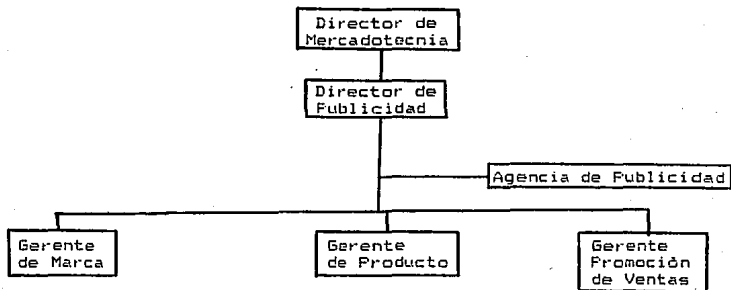 Director de
Mercadotecnia
Director de
Publicidad
Agencia de Publicidad
Gerente
de Marca
Gerente
de Producto
Gerente
Promoción
de Ventas